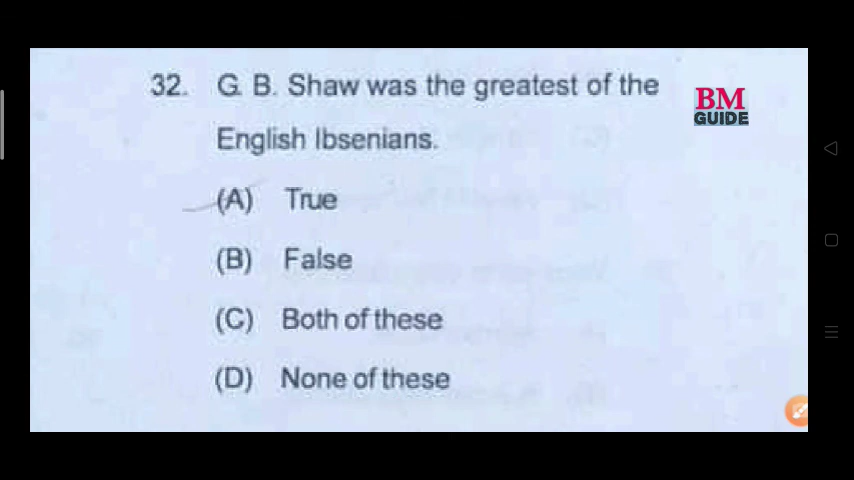 32. G. B. Shaw was the greatest of the
English Ibsenians.
(A) True
(B) False
(C) Both of these
(D) None of these
BM
GUIDE